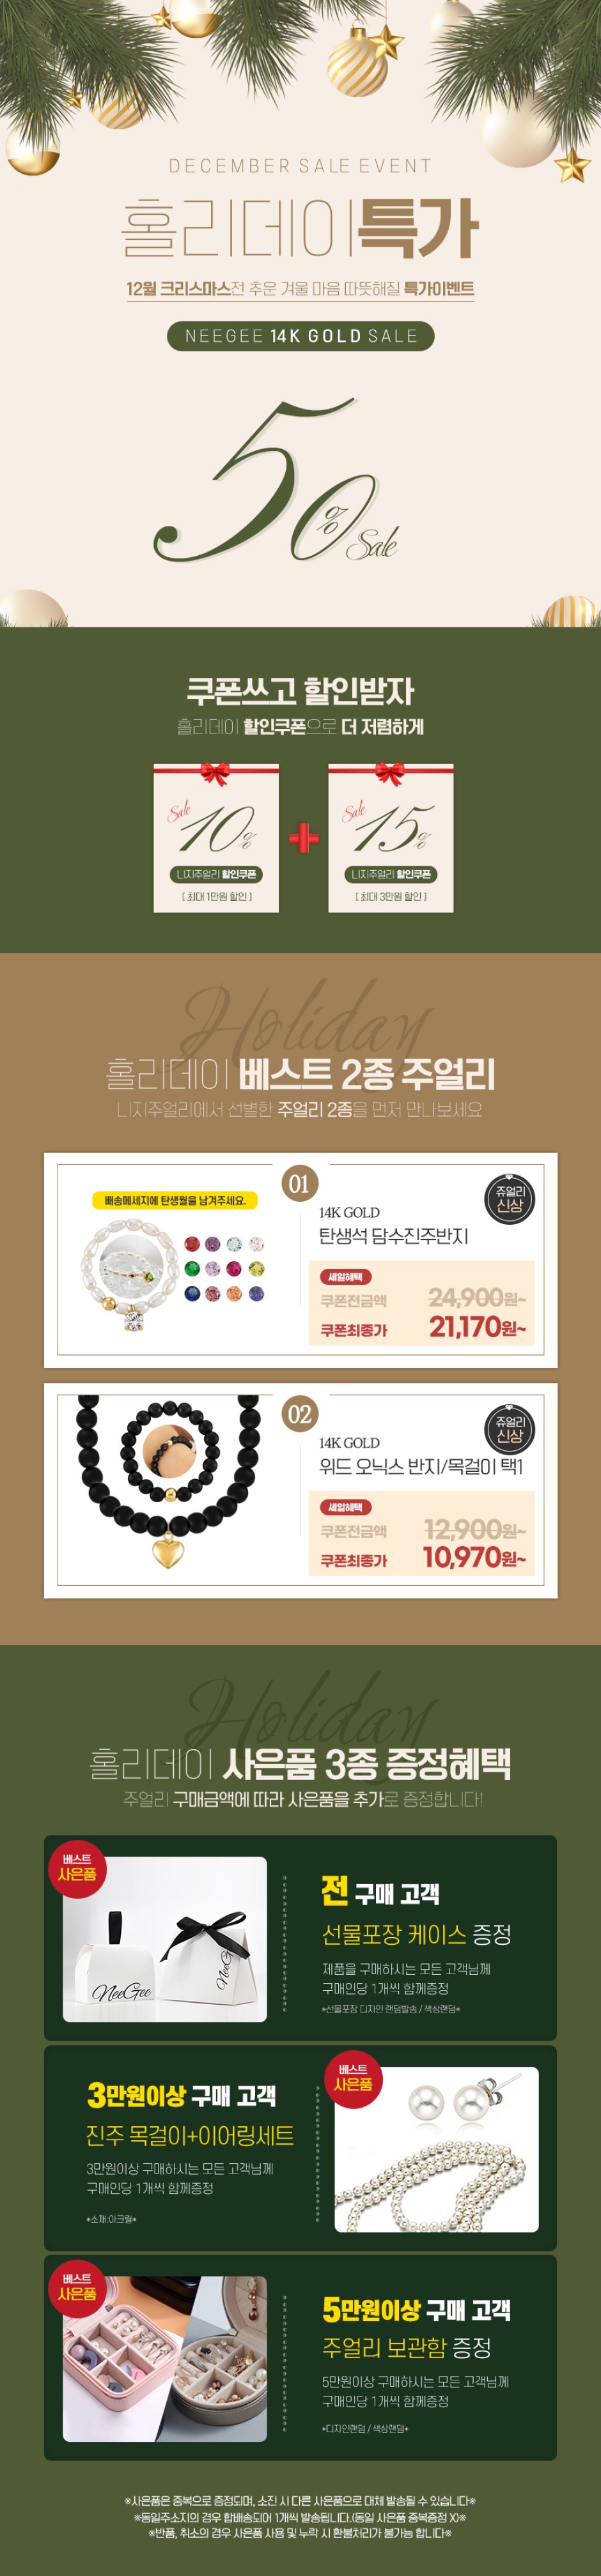 DECEMBER SALE EVENT
홀리데이특가
12월 크리스마스전 추운 겨울 마음 따뜻해질 특가이벤트
NEEGEE 14K GOLD SALE
50% Sale
쿠폰쓰고 할인받자
홀리데이 할인쿠폰으로 더 저렴하게
Sale
10%
니지주얼리 할인쿠폰
[ 최대 1만원 할인 ]
+
Sale
15%
니지주얼리 할인쿠폰
[ 최대 3만원 할인 ]
Holiday
홀리데이 베스트 2종 주얼리
니지주얼리에서 선별한 주얼리 2종을 먼저 만나보세요
01
배송메세지에 탄생월을 남겨주세요.
쥬얼리
신상
14K GOLD
탄생석 담수진주반지
세일혜택
쿠폰전금액 24,900원~
쿠폰최종가 21,170원~
02
쥬얼리
신상
14K GOLD
위드 오닉스 반지/목걸이 택1
세일혜택
쿠폰전금액 12,900원~
쿠폰최종가 10,970원~
Holiday
홀리데이 사은품 3종 증정혜택
주얼리 구매금액에 따라 사은품을 추가로 증정합니다!
베스트
사은품
NeeGee
NeeG
전 구매 고객
선물포장 케이스 증정
제품을 구매하시는 모든 고객님께
구매인당 1개씩 함께증정
*선물포장 디자인 랜덤발송 / 색상랜덤*
베스트
사은품
3만원이상 구매 고객
진주 목걸이+이어링세트
3만원이상 구매하시는 모든 고객님께
구매인당 1개씩 함께증정
*소재:아크릴*
베스트
사은품
5만원이상 구매 고객
주얼리 보관함 증정
5만원이상 구매하시는 모든 고객님께
구매인당 1개씩 함께증정
*디자인랜덤 / 색상랜덤*
※사은품은 중복으로 증정되며, 소진 시 다른 사은품으로 대체 발송될 수 있습니다※
※동일주소지의 경우 합배송되어 1개씩 발송됩니다.(동일 사은품 중복증정 X)※
※반품, 취소의 경우 사은품 사용 및 누락 시 환불처리가 불가능 합니다※